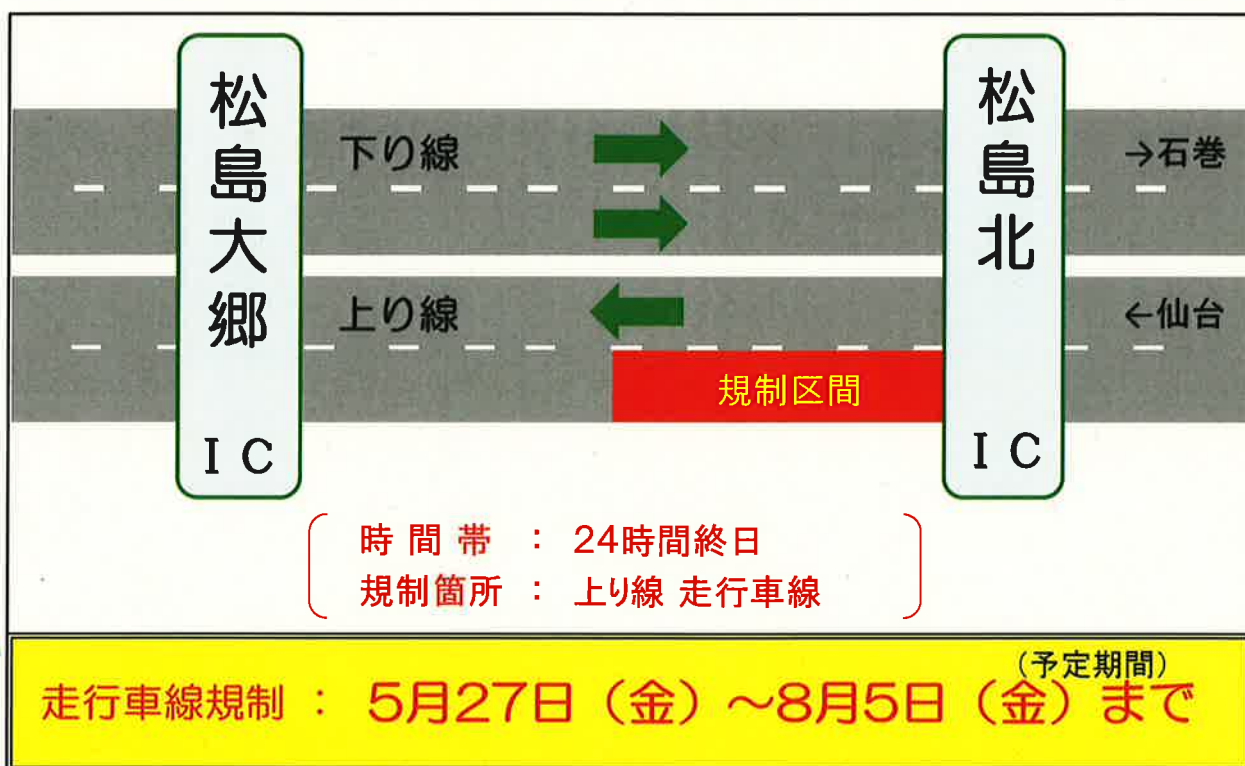 松島大郷 IC
松島北 IC
下り線
→石巻
上り線
←仙台
規制区間
時間帯 : 24時間終日
規制箇所 : 上り線 走行車線
(予定期間)
走行車線規制 : 5月27日(金)~8月5日(金)まで